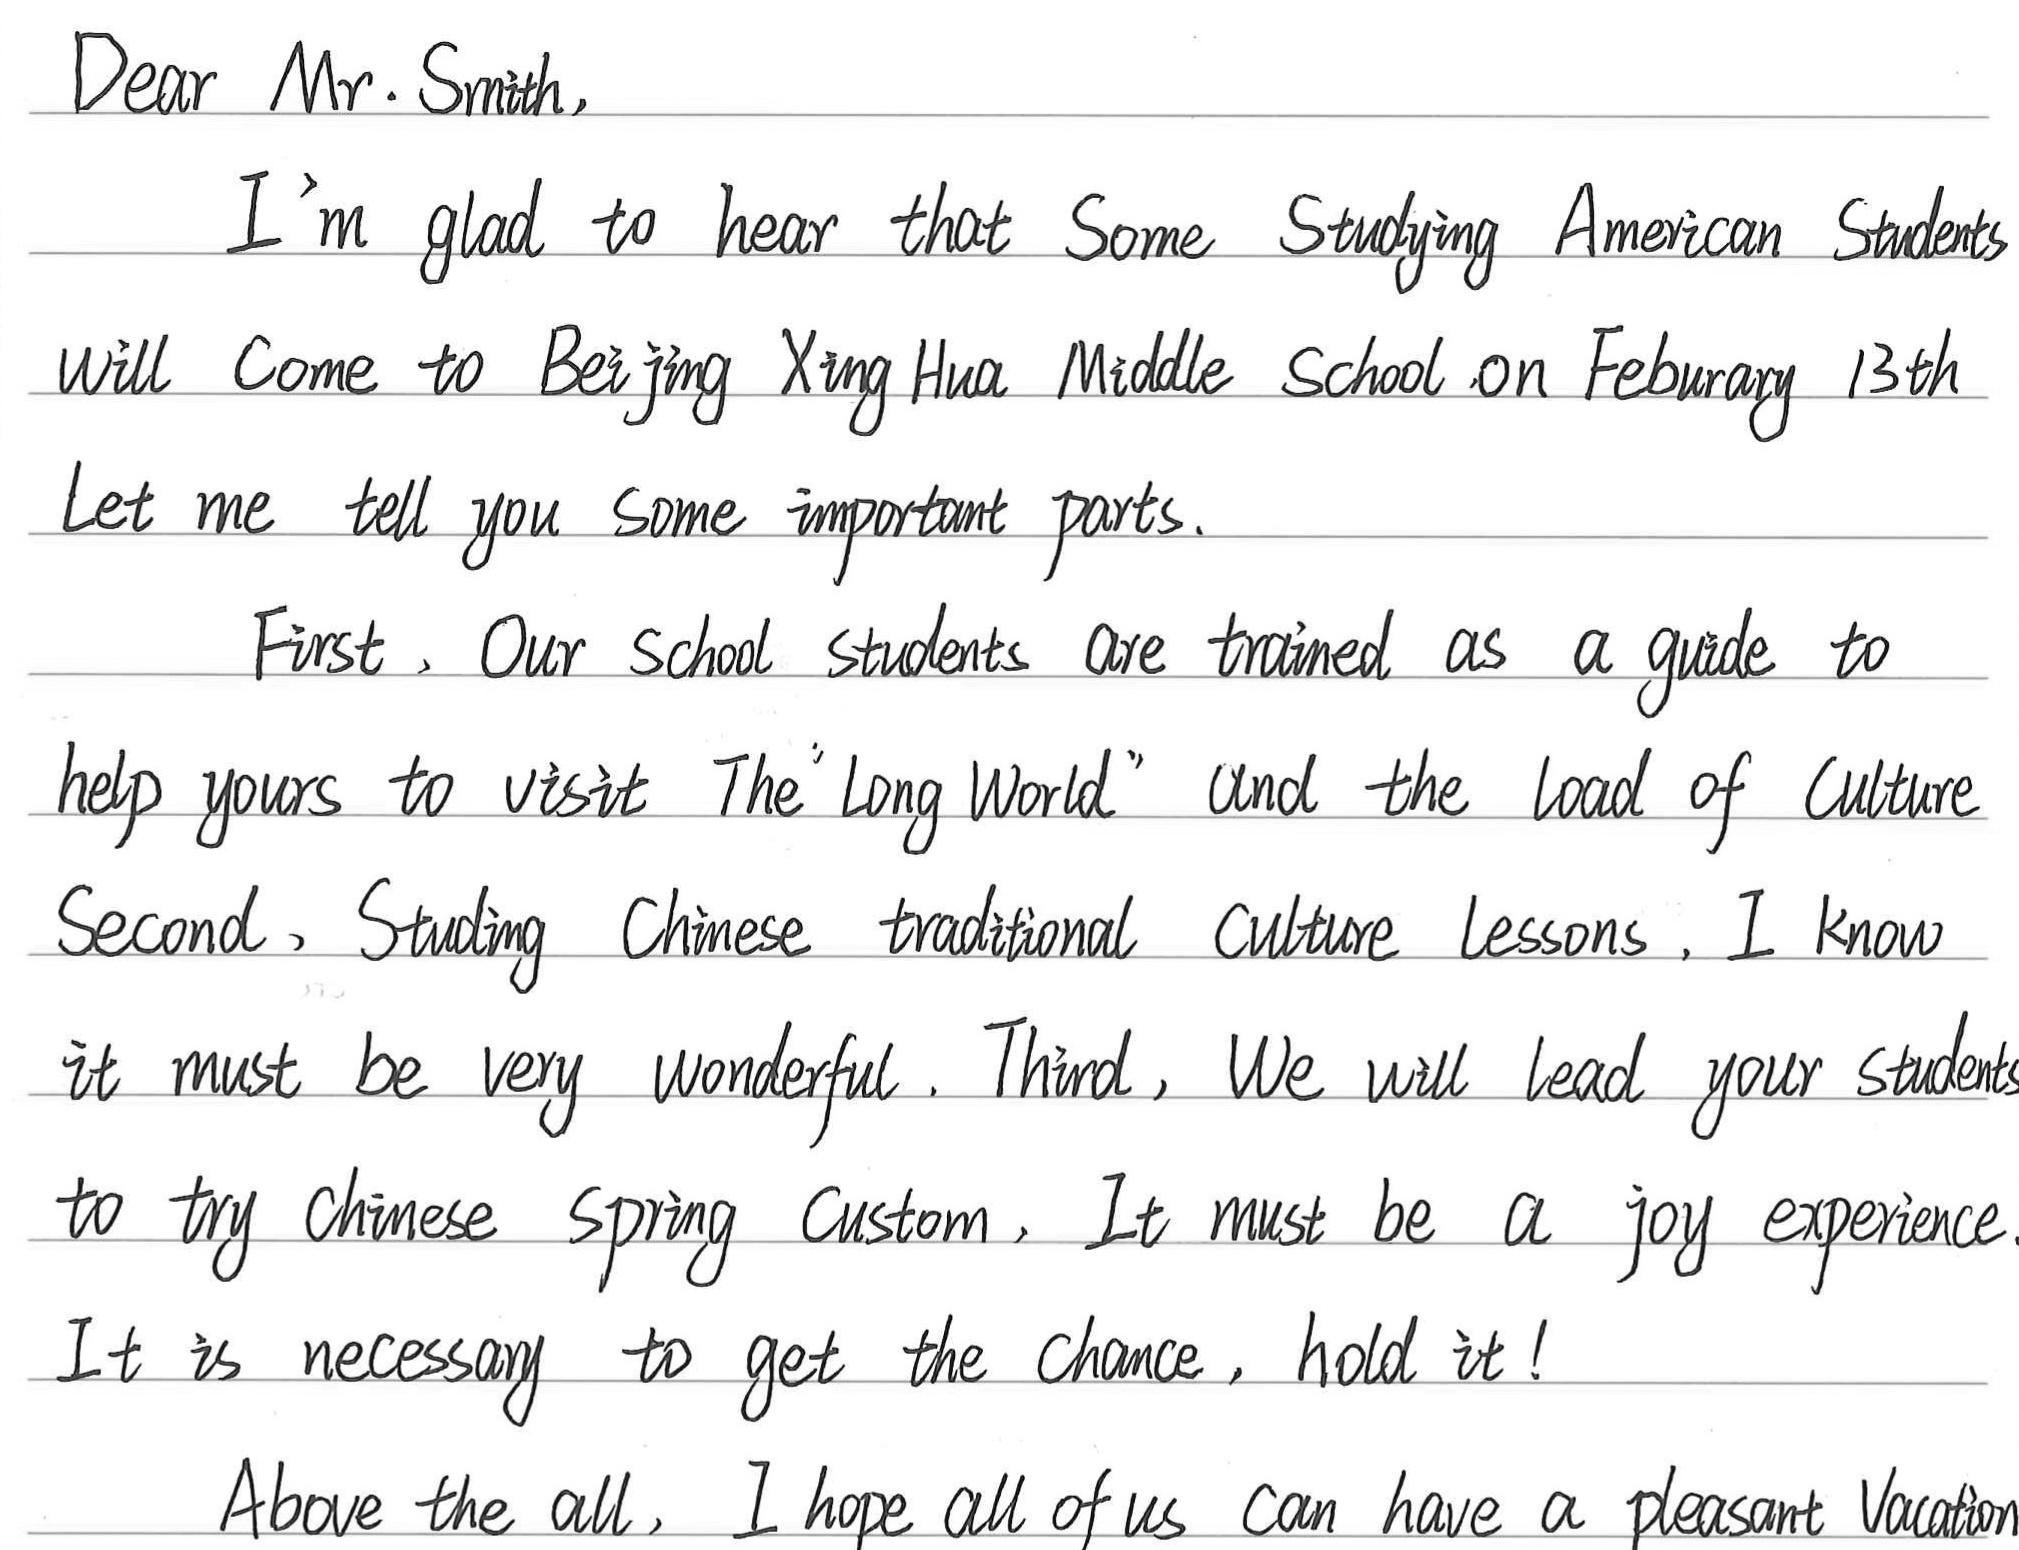 Dear Mr. Smith,
I'm glad to hear that Some Studying American Students
will Come to Beijing XingHua Middle School on Feburary 13th
Let me tell you some important parts.
First, Our school students are trained as a guide to
help yours to visit The "Long World" and the load of Culture
Second, Studing Chinese traditional Culture Lessons, I know
it must be very wonderful. Third, We will lead your students
to try Chinese Spring Custom, It must be a joy experience.
It is necessary to get the chance, hold it!
Above the all, I hope all of us can have a pleasant Vacation